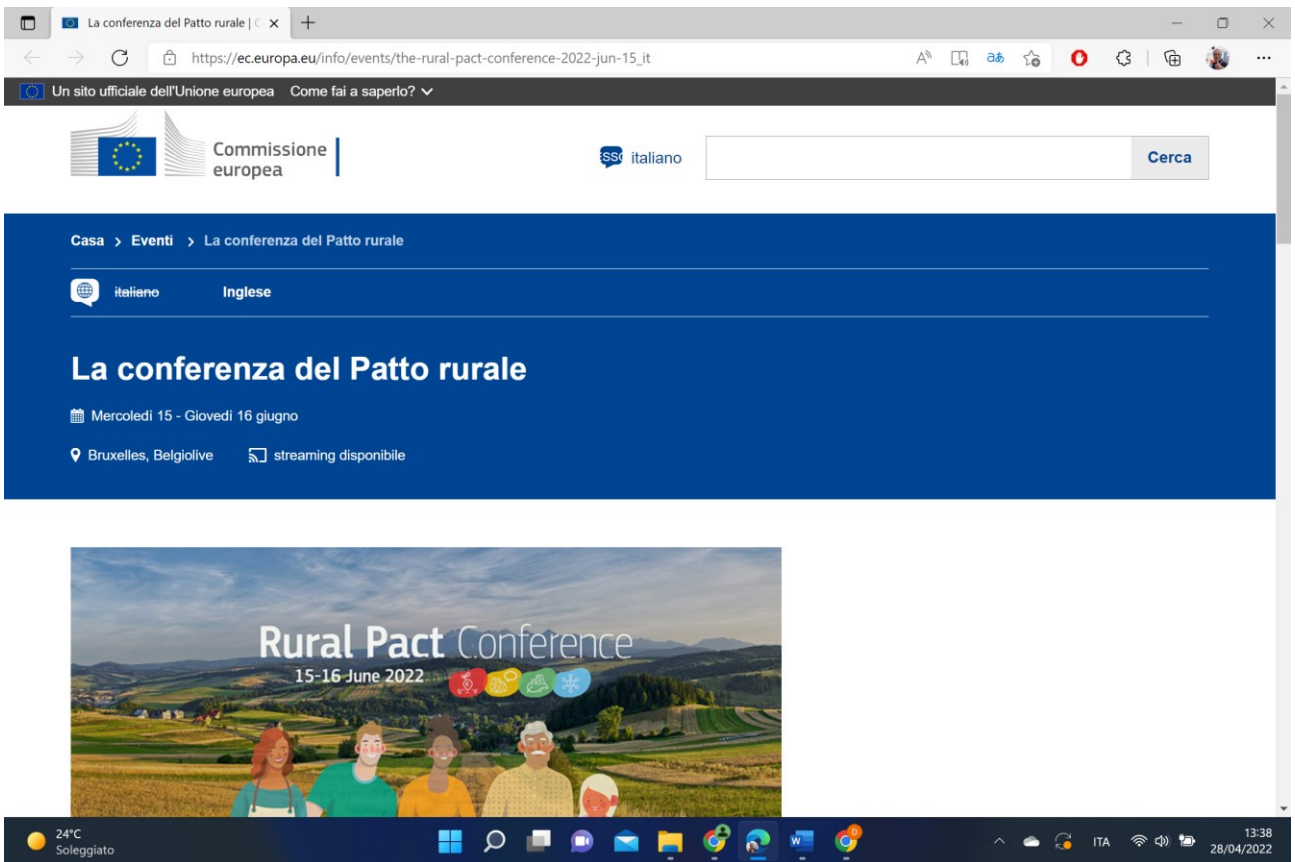 La conferenza del Patto rurale | C
https://ec.europa.eu/info/events/the-rural-pact-conference-2022-jun-15_it
Un sito ufficiale dell'Unione europea Come fai a saperlo?
Commissione
europea
ESSO italiano
Cerca
Casa > Eventi > La conferenza del Patto rurale
italiano Inglese
La conferenza del Patto rurale
Mercoledì 15 - Giovedì 16 giugno
Bruxelles, Belgiolive streaming disponibile
Rural Pact Conference
15-16 June 2022
24°C
Soleggiato
ITA
13:38
28/04/2022